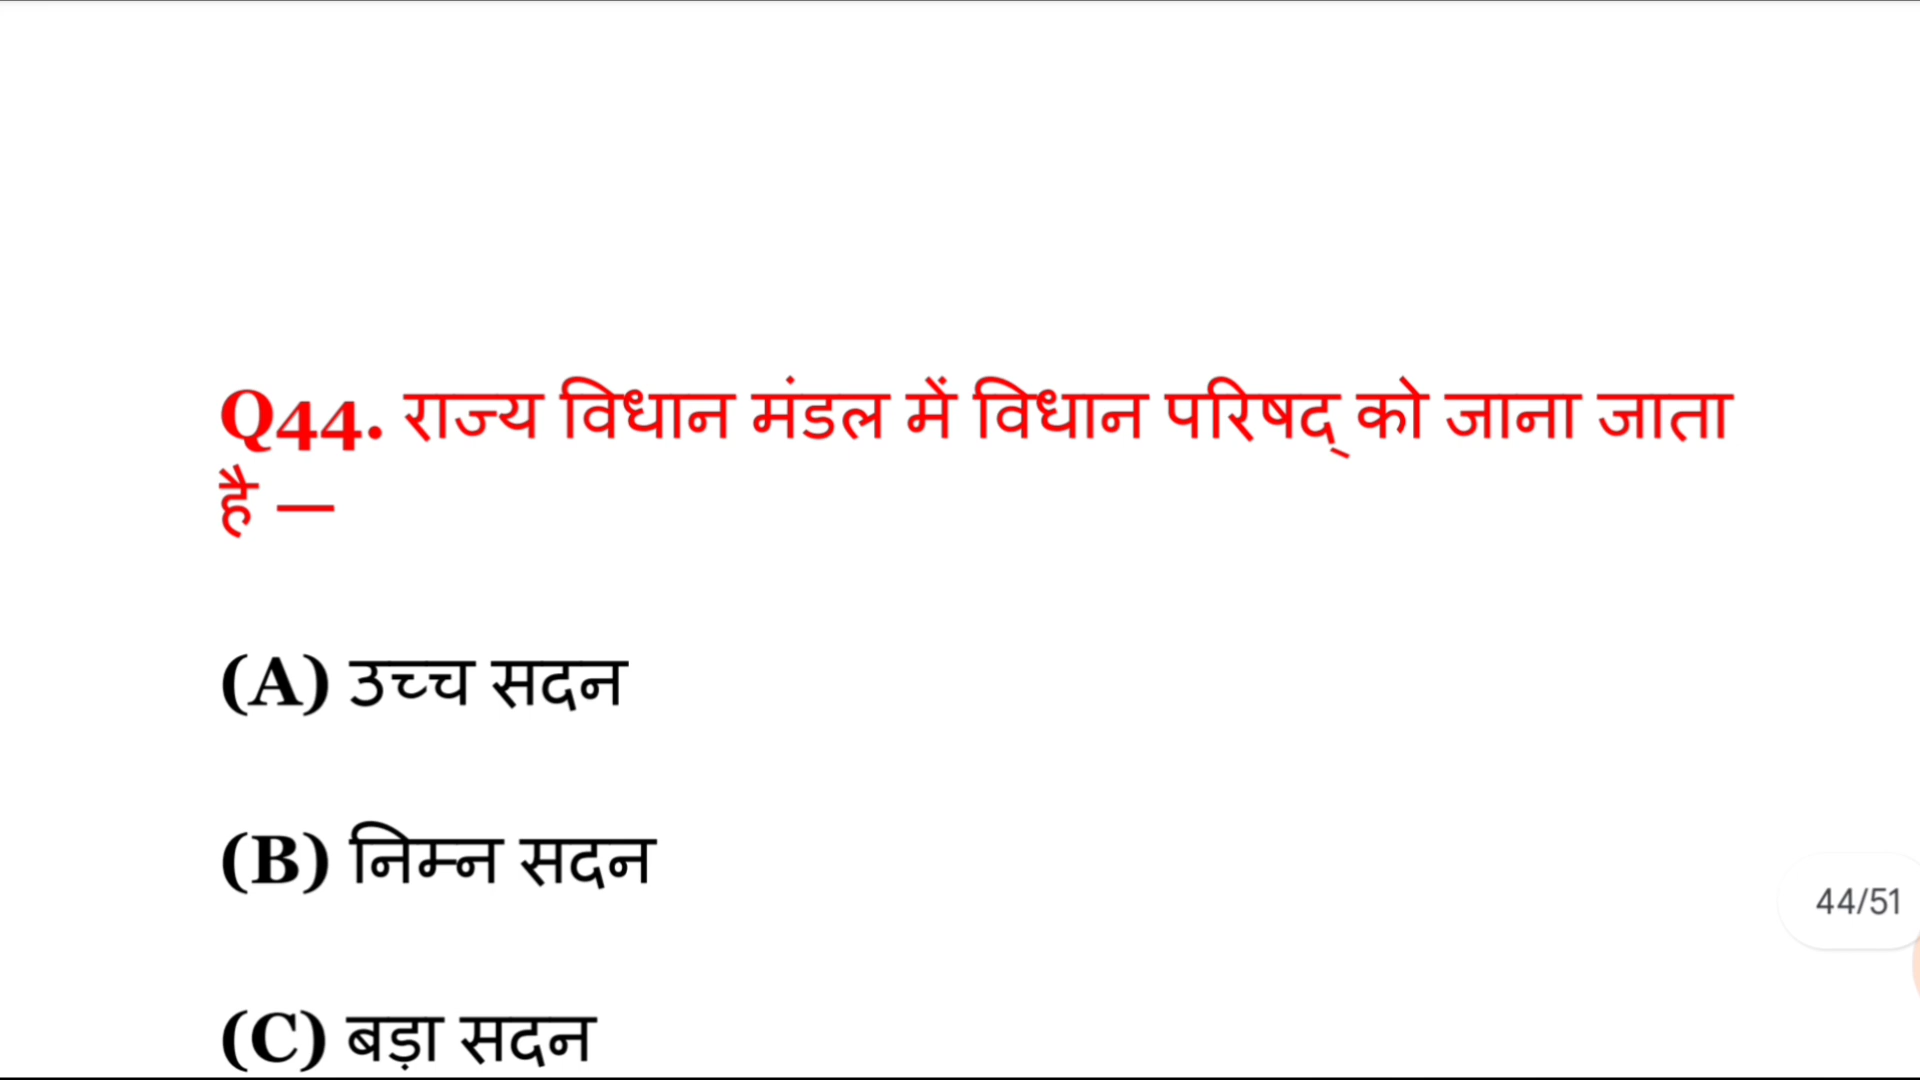 Q44. राज्य विधान मंडल में विधान परिषद् को जाना जाता
है —
(A) उच्च सदन
(B) निम्न सदन
44/51
(C) बड़ा सदन